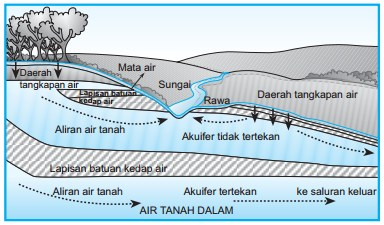 Daerah
tangkapan air
Mata air
Lapisan batuan
kedap air
Sungai
Rawa
Daerah tangkapan air
Aliran air tanah
Akuifer tidak tertekan
Lapisan batuan kedap air
Aliran air tanah
Akuifer tertekan
ke saluran keluar
AIR TANAH DALAM